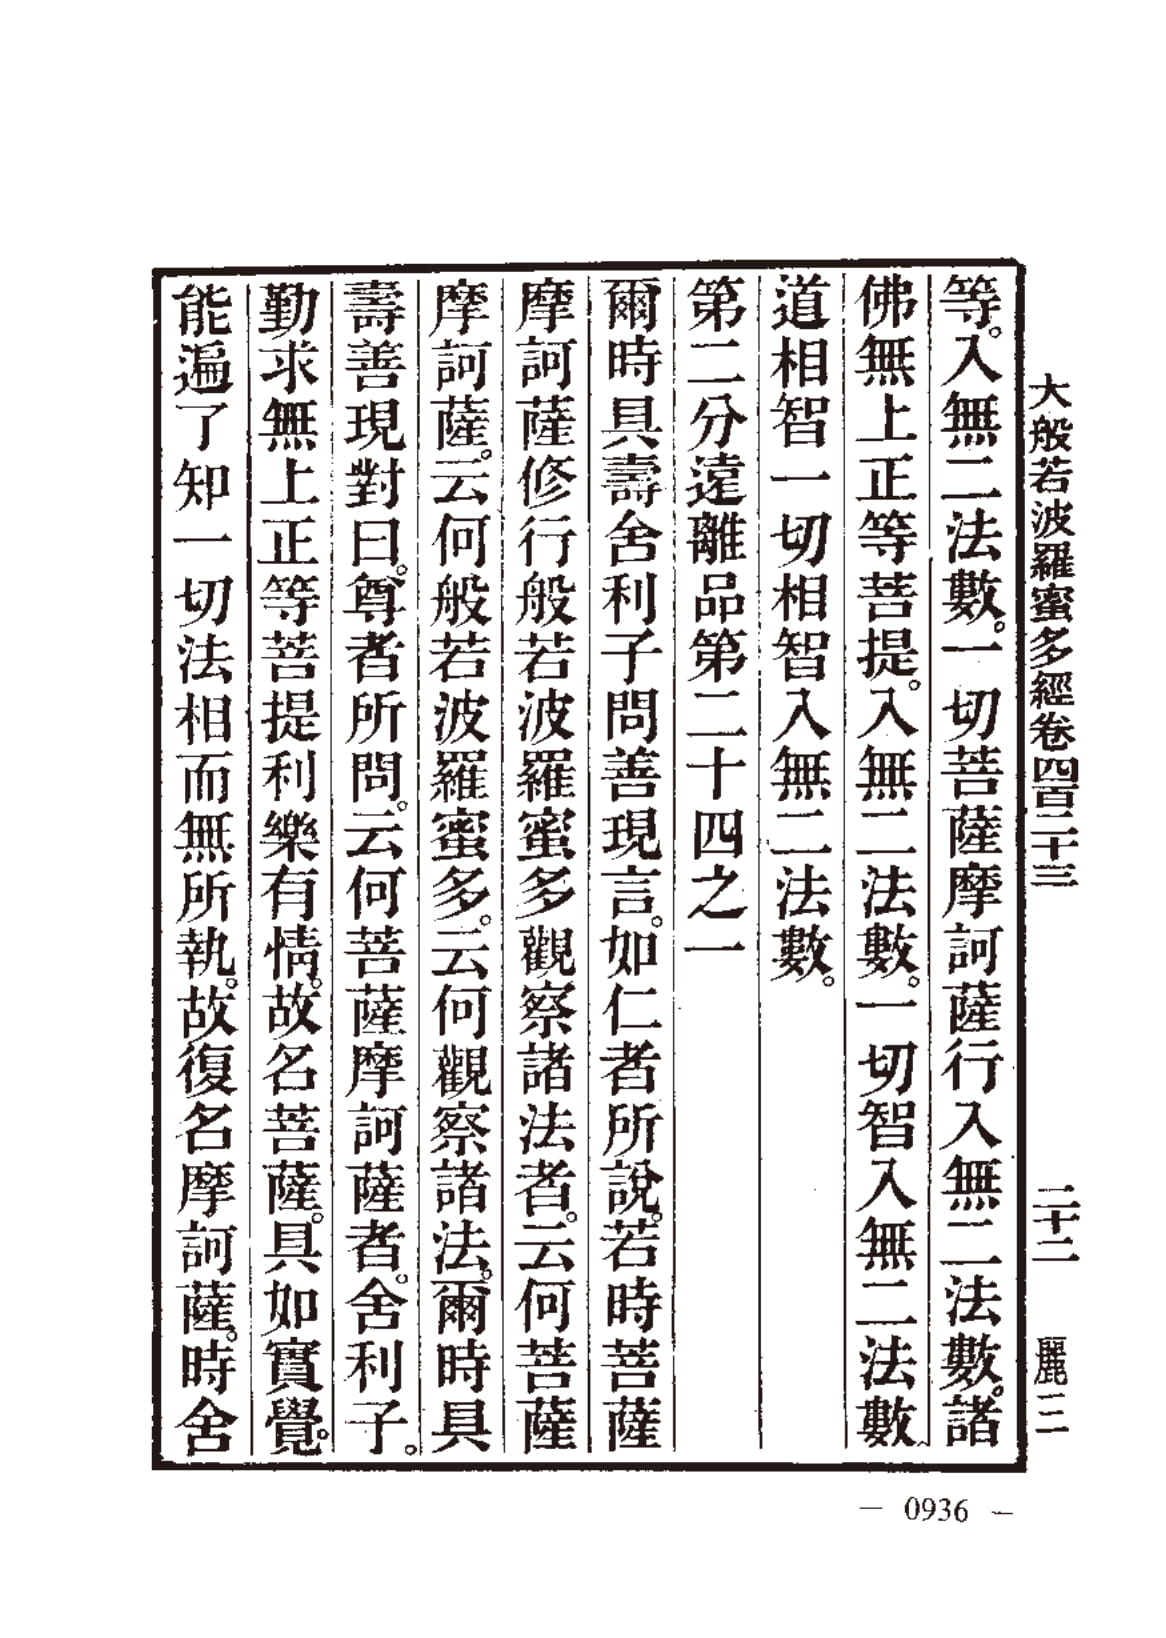 大般若波羅蜜多經卷四百二十三 二十二 麗三
等。入無二法數。一切菩薩摩訶薩行入無二法數。諸
佛無上正等菩提。入無二法數。一切智入無二法數、
道相智一切相智入無二法數。
第二分遠離品第二十四之一
爾時具壽舍利子問善現言。如仁者所說。若時菩薩
摩訶薩修行般若波羅蜜多觀察諸法者。云何菩薩
摩訶薩。云何般若波羅蜜多。云何觀察諸法。爾時具
壽善現對曰。尊者所問。云何菩薩摩訶薩者。舍利子。
勤求無上正等菩提利樂有情。故名菩薩。具如實覺。
能遍了知一切法相而無所執。故復名摩訶薩。時舍
— 0936 —